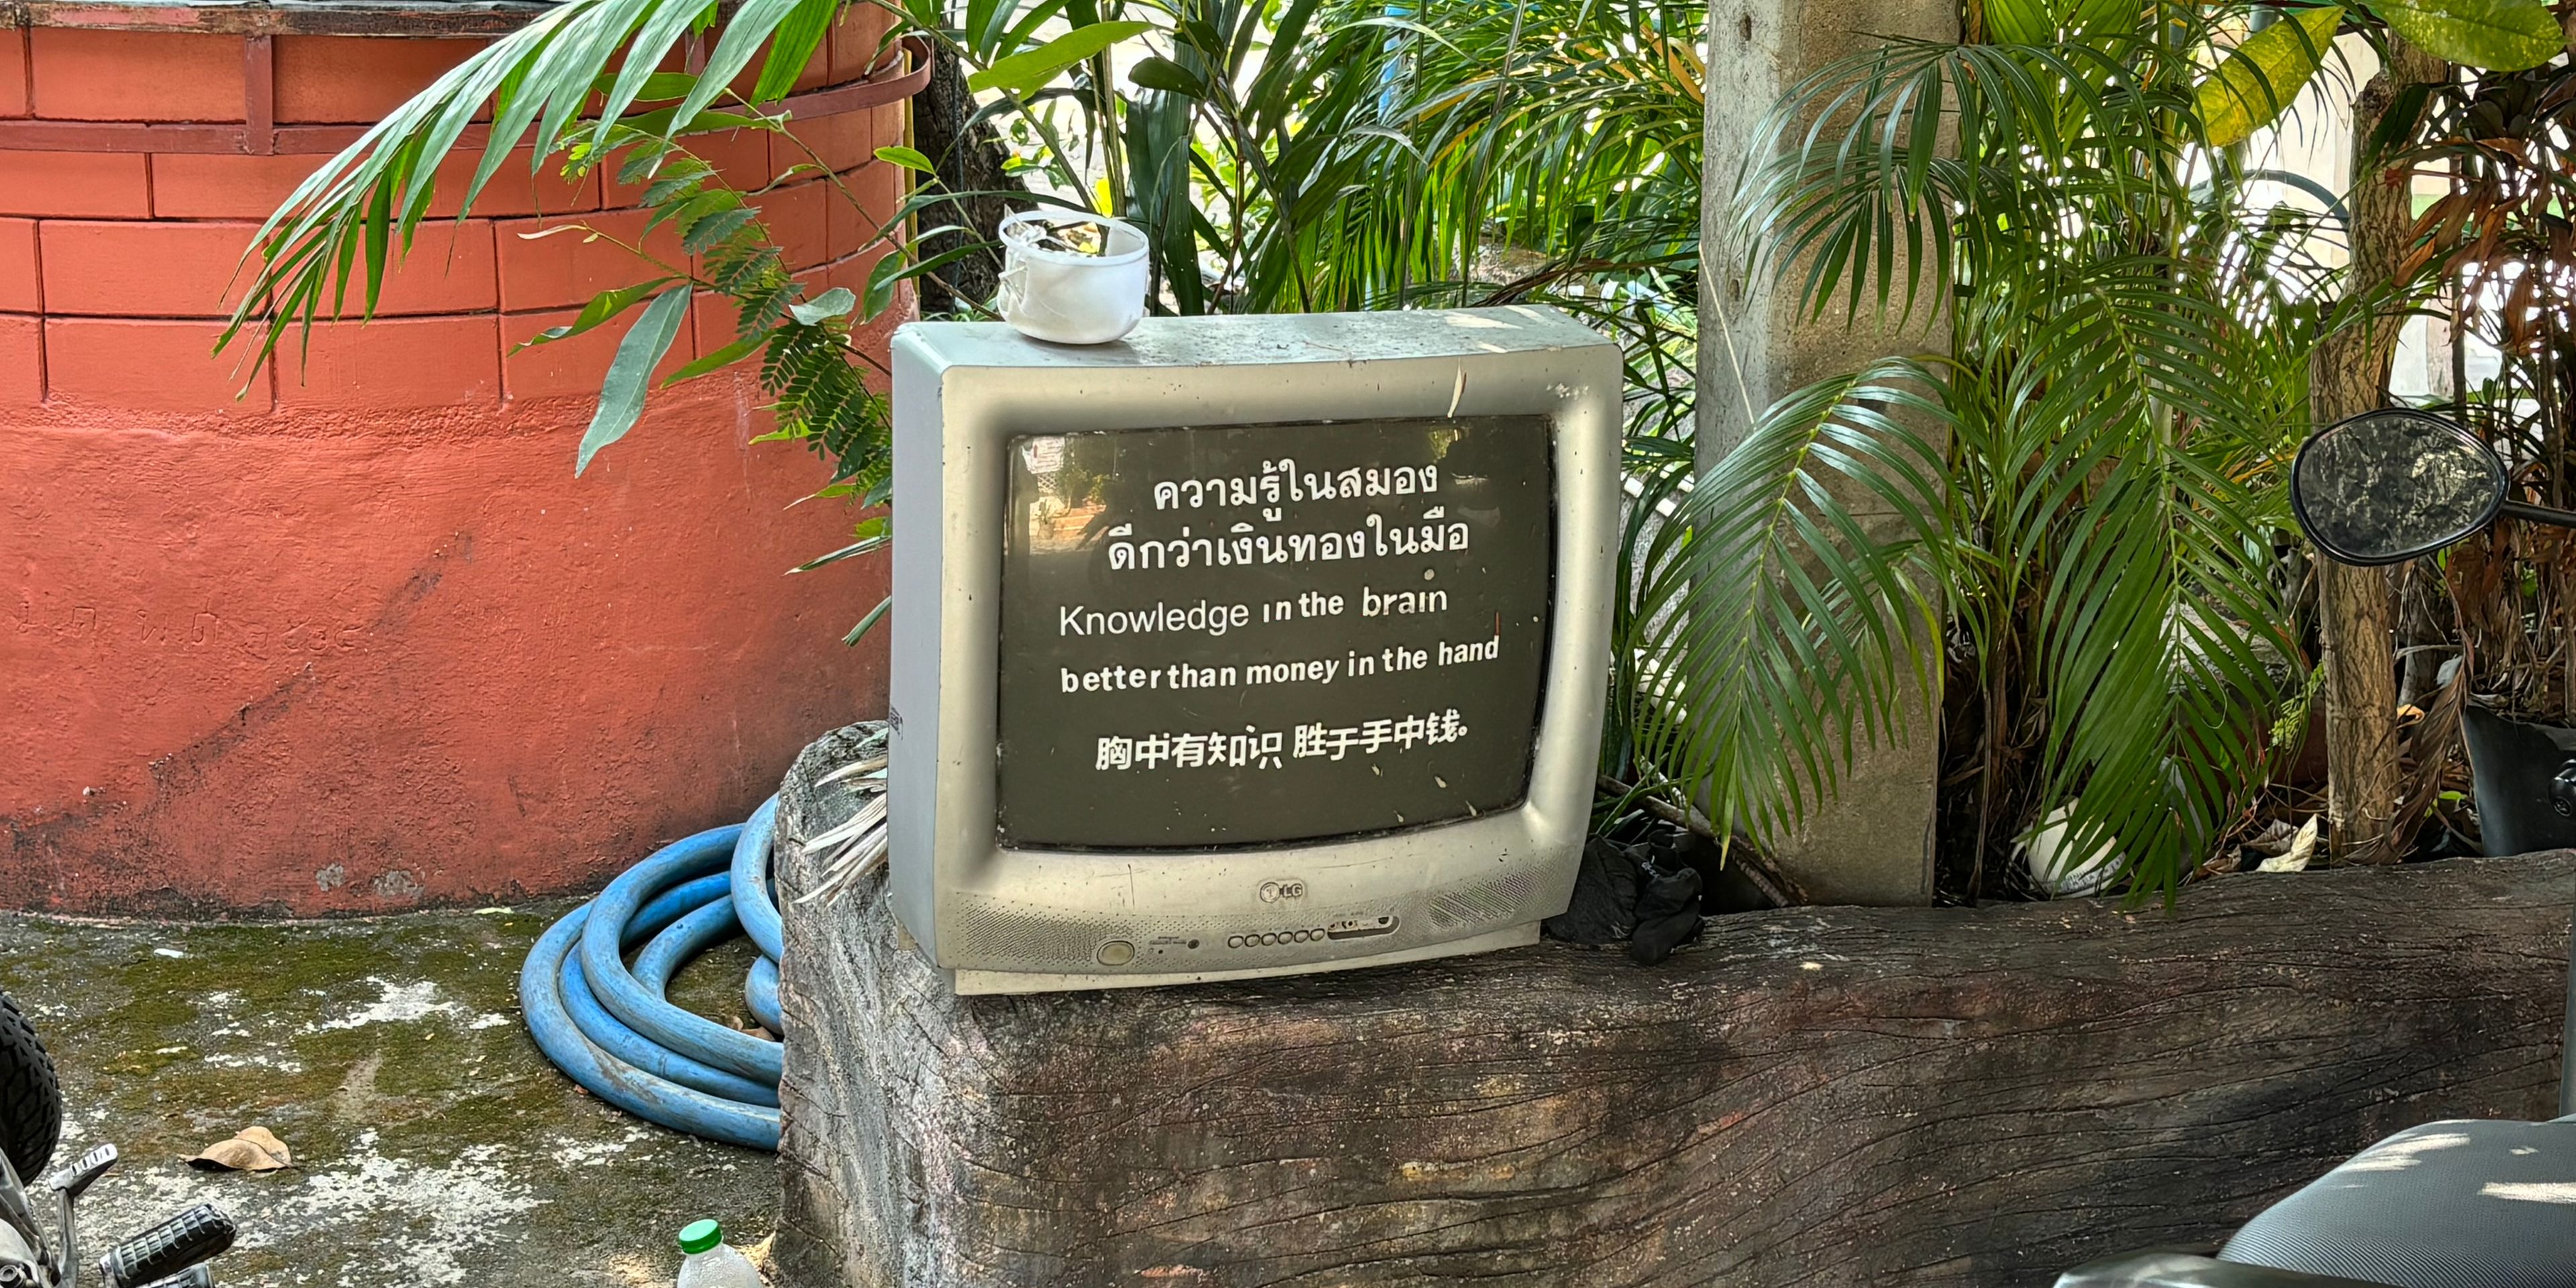 ความรู้ในสมอง
ดีกว่าเงินทองในมือ
Knowledge in the brain
better than money in the hand
胸中有知识 胜于手中钱。
LG